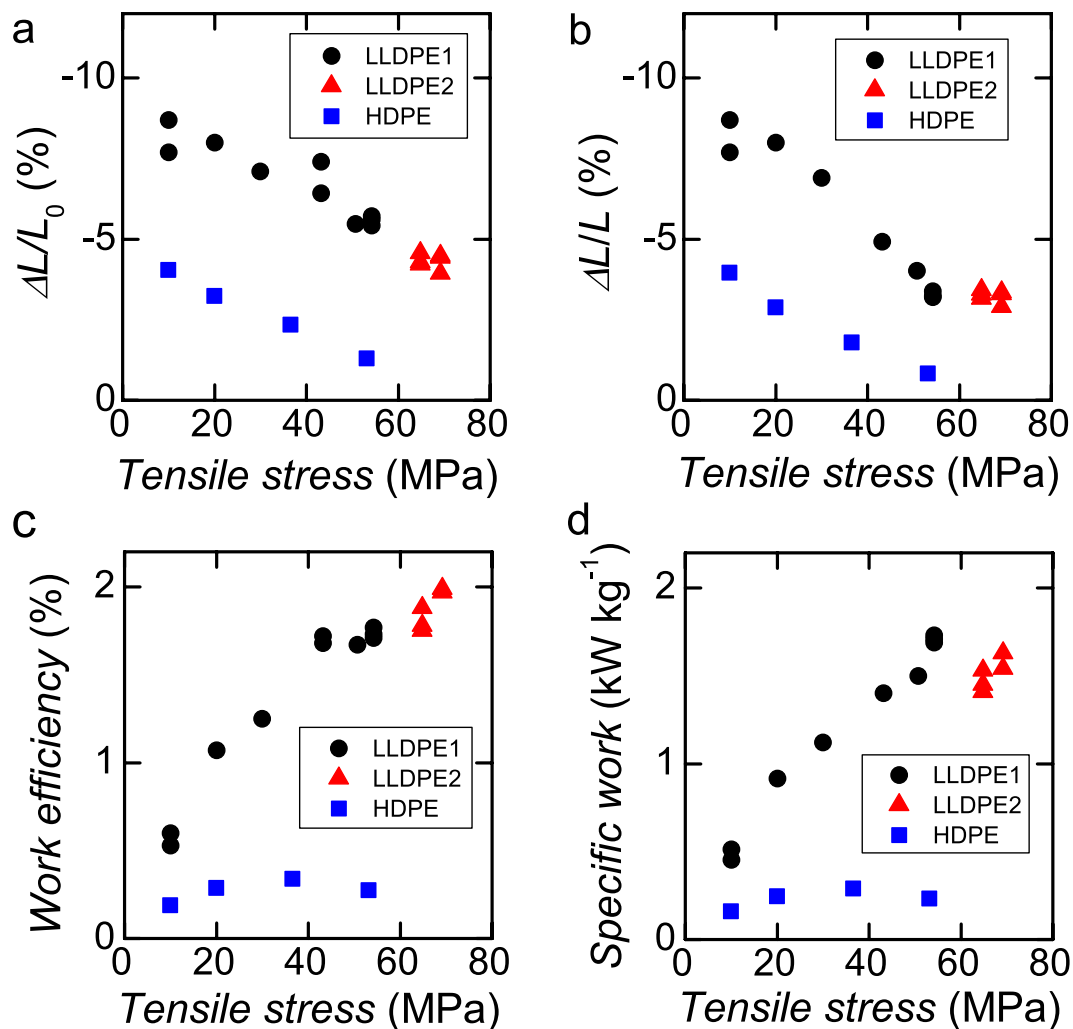 a
LLDPE1
LLDPE2
HDPE
-10
-5
0
ΔL/L₀ (%)
0 20 40 60 80
Tensile stress (MPa)
b
LLDPE1
LLDPE2
HDPE
-10
-5
0
ΔL/L (%)
0 20 40 60 80
Tensile stress (MPa)
c
2
1
0
Work efficiency (%)
LLDPE1
LLDPE2
HDPE
0 20 40 60 80
Tensile stress (MPa)
d
2
1
0
Specific work (kW kg⁻¹)
LLDPE1
LLDPE2
HDPE
0 20 40 60 80
Tensile stress (MPa)